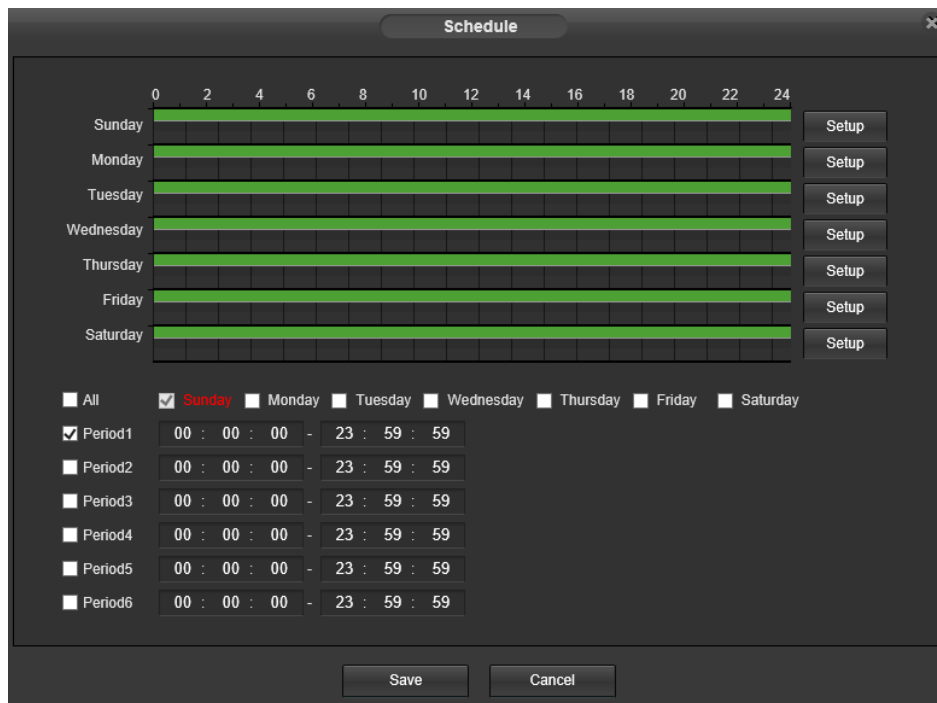 Schedule
0 2 4 6 8 10 12 14 16 18 20 22 24
Sunday Setup
Monday Setup
Tuesday Setup
Wednesday Setup
Thursday Setup
Friday Setup
Saturday Setup
All Sunday Monday Tuesday Wednesday Thursday Friday Saturday
Period1 00 : 00 : 00 - 23 : 59 : 59
Period2 00 : 00 : 00 - 23 : 59 : 59
Period3 00 : 00 : 00 - 23 : 59 : 59
Period4 00 : 00 : 00 - 23 : 59 : 59
Period5 00 : 00 : 00 - 23 : 59 : 59
Period6 00 : 00 : 00 - 23 : 59 : 59
Save Cancel